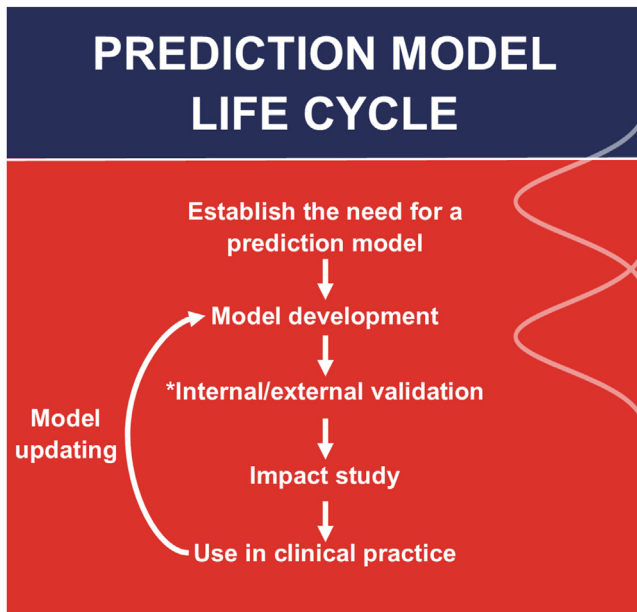 PREDICTION MODEL
LIFE CYCLE
Establish the need for a
prediction model
Model development
*Internal/external validation
Model
updating
Impact study
Use in clinical practice